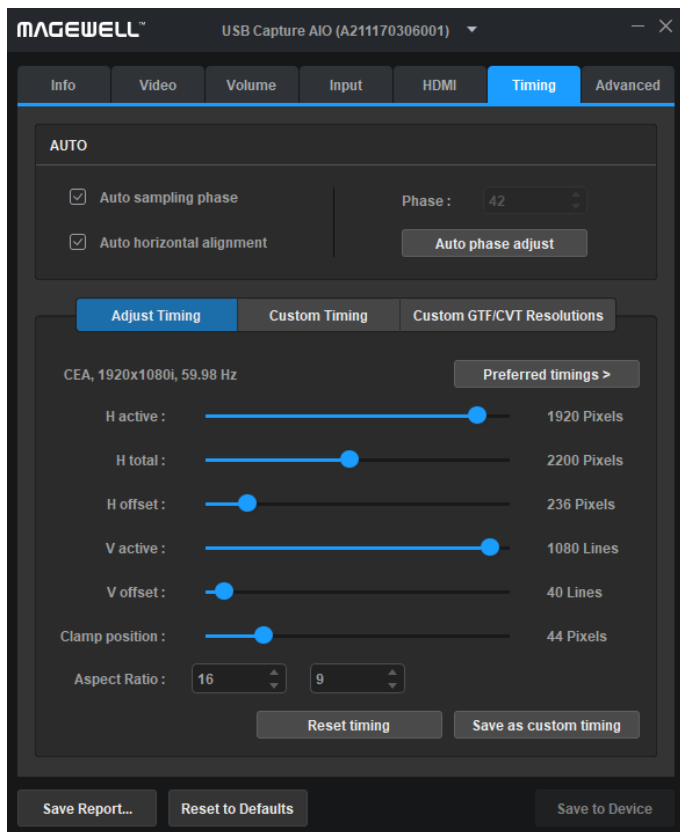 MAGEWELL™ USB Capture AIO (A211170306001)
Info Video Volume Input HDMI Timing Advanced
AUTO
Auto sampling phase Phase : 42
Auto horizontal alignment Auto phase adjust
Adjust Timing Custom Timing Custom GTF/CVT Resolutions
CEA, 1920x1080i, 59.98 Hz Preferred timings >
H active : 1920 Pixels
H total : 2200 Pixels
H offset : 236 Pixels
V active : 1080 Lines
V offset : 40 Lines
Clamp position : 44 Pixels
Aspect Ratio : 16 9
Reset timing Save as custom timing
Save Report... Reset to Defaults Save to Device